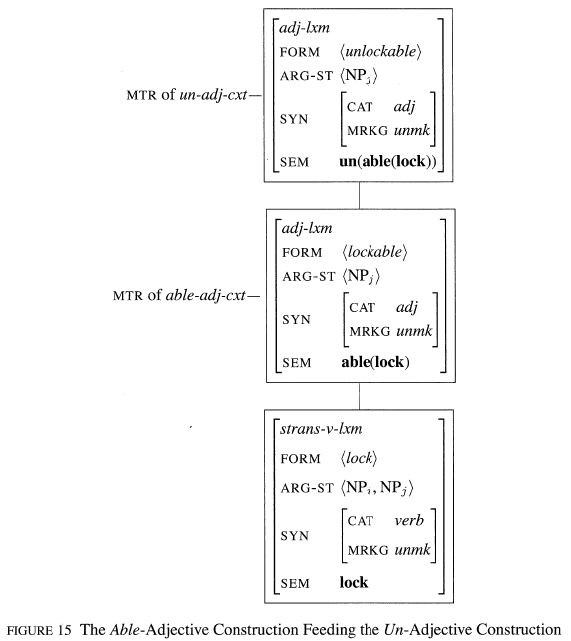 adj-lxm
FORM ⟨unlockable⟩
ARG-ST ⟨NPj⟩
MTR of un-adj-cxt
CAT adj
SYN
MRKG unmk
SEM un(able(lock))
adj-lxm
FORM ⟨lockable⟩
ARG-ST ⟨NPj⟩
MTR of able-adj-cxt
CAT adj
SYN
MRKG unmk
SEM able(lock)
strans-v-lxm
FORM ⟨lock⟩
ARG-ST ⟨NPi, NPj⟩
CAT verb
SYN
MRKG unmk
SEM lock
FIGURE 15 The Able-Adjective Construction Feeding the Un-Adjective Construction